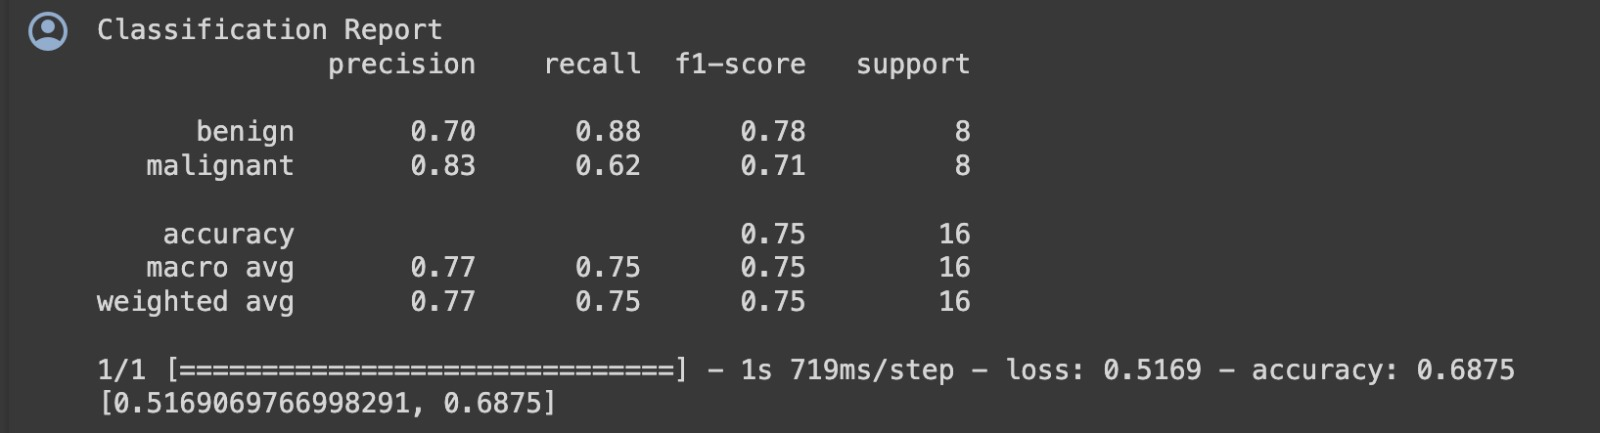 Classification Report
              precision    recall  f1-score   support

      benign       0.70      0.88      0.78         8
   malignant       0.83      0.62      0.71         8

    accuracy                           0.75        16
   macro avg       0.77      0.75      0.75        16
weighted avg       0.77      0.75      0.75        16

1/1 [==============================] - 1s 719ms/step - loss: 0.5169 - accuracy: 0.6875
[0.5169069766998291, 0.6875]